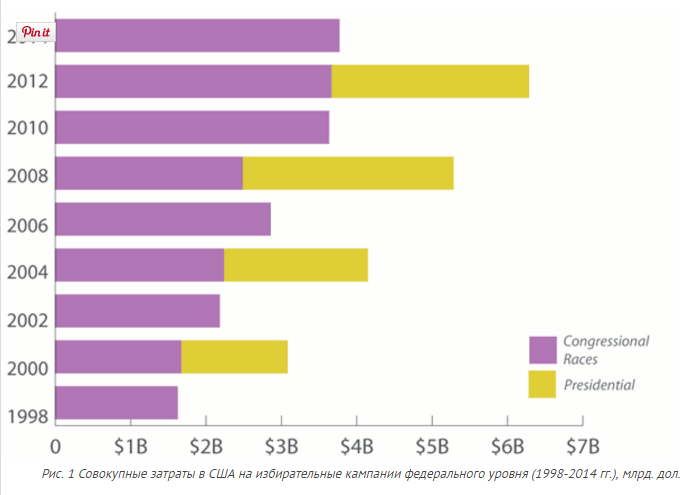 Pin it
2012
2010
2008
2006
2004
2002
2000
1998
0 $1B $2B $3B $4B $5B $6B $7B
Congressional
Races
Presidential
Рис. 1 Совокупные затраты в США на избирательные кампании федерального уровня (1998-2014 гг.), млрд. дол.